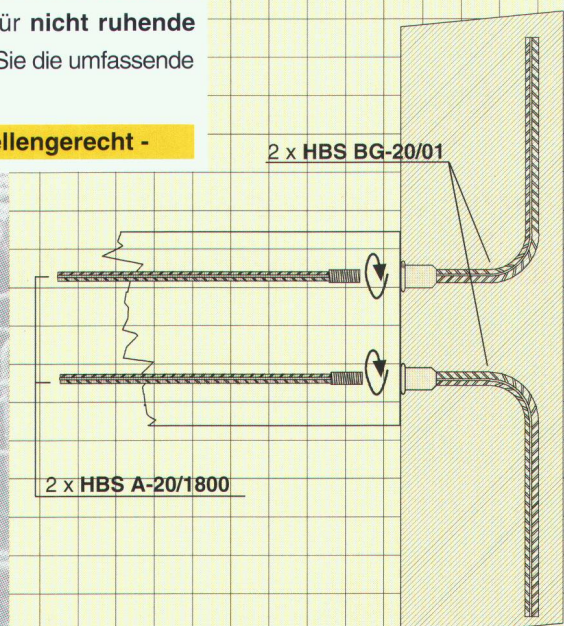 ür nicht ruhende
Sie die umfassende
ellengerecht -
2 x HBS BG-20/01
2 x HBS A-20/1800